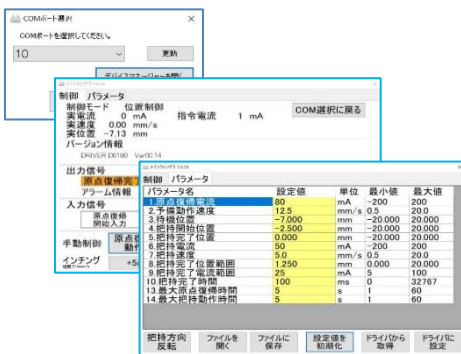 COMポート選択
COMポートを選択してください。
10
更新
デバイスマネージャーを開く
制御 パラメータ
制御モード 位置制御
実電流 0 mA 指令電流 1 mA
COM選択に戻る
実速度 0.00 mm/s
実位置 -7.13 mm
バージョン情報
DRIVER D6180 Ver00.14
出力信号
原点復帰完了
アラーム情報
入力信号
原点復帰
開始入力
手動制御
インチング
制御 パラメータ
パラメータ名 設定値 単位 最小値 最大値
1.原点復帰電流 80 mA -200 200
2.予備動作速度 12.5 mm/s 0.5 20.0
3.待機位置 -7.000 mm -20.000 20.000
4.把持開始位置 -2.500 mm -20.000 20.000
5.把持完了位置 0.000 mm -20.000 20.000
6.把持電流 50 mA -200 200
7.把持速度 5.0 mm/s 0.5 20.0
8.把持完了位置範囲 1.250 mm 0.000 20.000
9.把持完了電流範囲 25 mA 5 100
10.把持完了時間 100 ms 0 32767
13.最大原点復帰時間 5 s 1 60
14.最大把持動作時間 5 s 1 60
把持方向
反転
ファイルを
開く
ファイルに
保存
設定値を
初期化
ドライバから
取得
ドライバに
設定